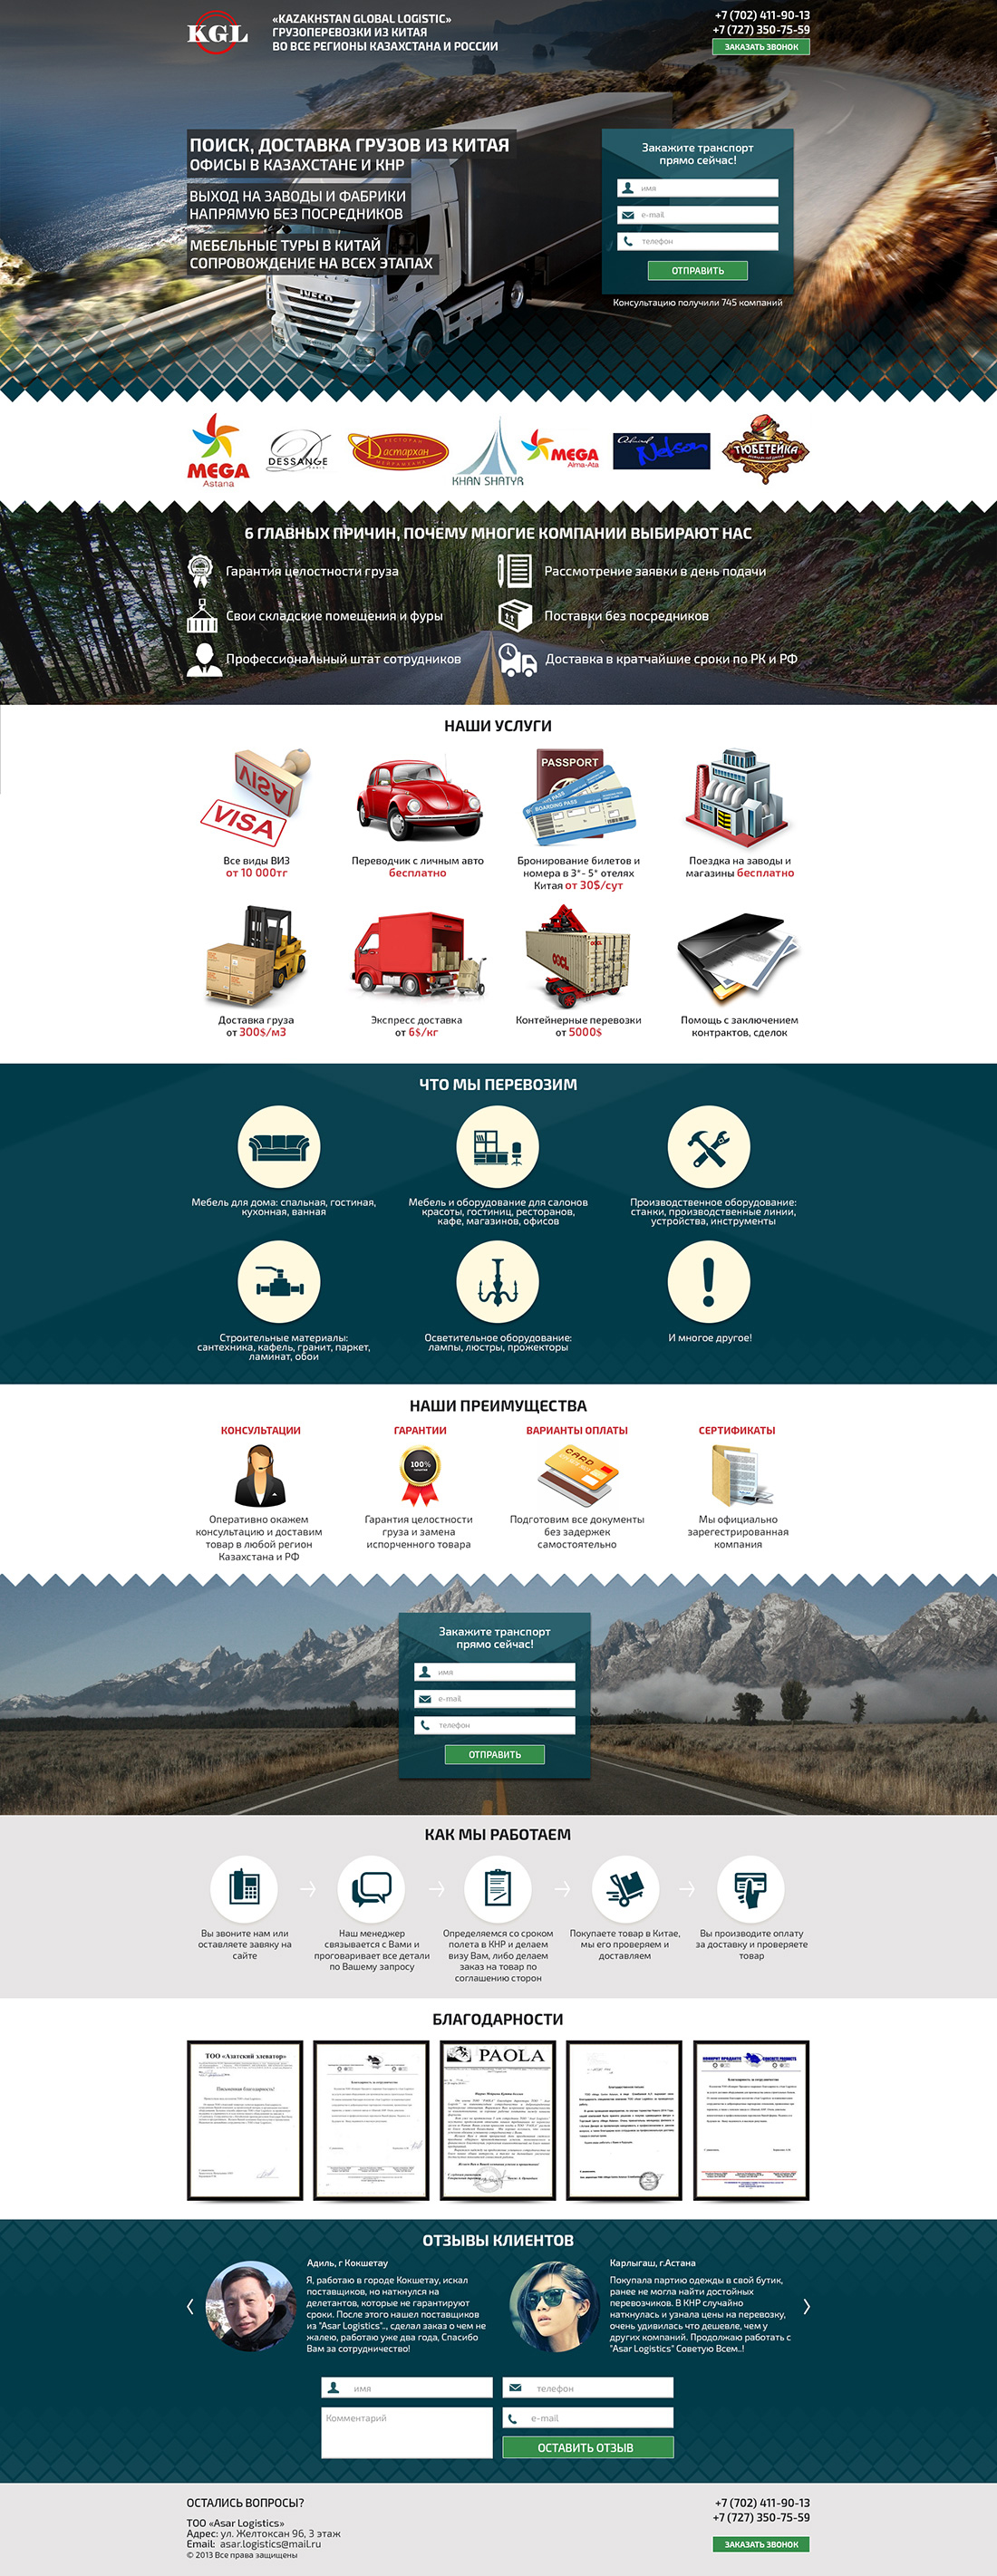 KGL
«KAZAKHSTAN GLOBAL LOGISTIC»
ГРУЗОПЕРЕВОЗКИ ИЗ КИТАЯ
ВО ВСЕ РЕГИОНЫ КАЗАХСТАНА И РОССИИ
+7 (702) 411-90-13
+7 (727) 350-75-59
ЗАКАЗАТЬ ЗВОНОК
ПОИСК, ДОСТАВКА ГРУЗОВ ИЗ КИТАЯ
ОФИСЫ В КАЗАХСТАНЕ И КНР
ВЫХОД НА ЗАВОДЫ И ФАБРИКИ
НАПРЯМУЮ БЕЗ ПОСРЕДНИКОВ
МЕБЕЛЬНЫЕ ТУРЫ В КИТАЙ
СОПРОВОЖДЕНИЕ НА ВСЕХ ЭТАПАХ
IVECO
Закажите транспорт
прямо сейчас!
имя
e-mail
телефон
ОТПРАВИТЬ
Консультацию получили 745 компаний
MEGA
Astana
D
DESSANGE
PARIS
РЕСТОРАН
Дастархан
KHAN SHATYR
MEGA
Alma-Ata
Admiral
Nelson
ТЮБЕТЕЙКА
6 ГЛАВНЫХ ПРИЧИН, ПОЧЕМУ МНОГИЕ КОМПАНИИ ВЫБИРАЮТ НАС
Гарантия целостности груза
Рассмотрение заявки в день подачи
Свои складские помещения и фуры
Поставки без посредников
Профессиональный штат сотрудников
Доставка в кратчайшие сроки по РК и РФ
НАШИ УСЛУГИ
VISA
VISA
PASSPORT
BOARDING PASS
BOARDING PASS
Все виды ВИЗ
от 10 000тг
Переводчик с личным авто
бесплатно
Бронирование билетов и
номера в 3*- 5* отелях
Китая от 30$/сут
Поездка на заводы и
магазины бесплатно
OOCL
Доставка груза
от 300$/м3
Экспресс доставка
от 6$/кг
Контейнерные перевозки
от 5000$
Помощь с заключением
контрактов, сделок
ЧТО МЫ ПЕРЕВОЗИМ
Мебель для дома: спальная, гостиная,
кухонная, ванная
Мебель и оборудование для салонов
красоты, гостиниц, ресторанов,
кафе, магазинов, офисов
Производственное оборудование:
станки, производственные линии,
устройства, инструменты
Строительные материалы:
сантехника, кафель, гранит, паркет,
ламинат, обои
Осветительное оборудование:
лампы, люстры, прожекторы
И многое другое!
НАШИ ПРЕИМУЩЕСТВА
КОНСУЛЬТАЦИИ
ГАРАНТИИ
ВАРИАНТЫ ОПЛАТЫ
СЕРТИФИКАТЫ
100%
CARD
Оперативно окажем
консультацию и доставим
товар в любой регион
Казахстана и РФ
Гарантия целостности
груза и замена
испорченного товара
Подготовим все документы
без задержек
самостоятельно
Мы официально
зарегестрированная
компания
Закажите транспорт
прямо сейчас!
имя
e-mail
телефон
ОТПРАВИТЬ
КАК МЫ РАБОТАЕМ
Вы звоните нам или
оставляете завяку на
сайте
Наш менеджер
связывается с Вами и
проговаривает все детали
по Вашему запросу
Определяемся со сроком
полета в КНР и делаем
визу Вам, либо делаем
заказ на товар по
соглашению сторон
Покупаете товар в Китае,
мы его проверяем и
доставляем
Вы производите оплату
за доставку и проверяете
товар
БЛАГОДАРНОСТИ
ТОО «Азатский элеватор»
PAOLA
ОТЗЫВЫ КЛИЕНТОВ
Адиль, г Кокшетау
Я, работаю в городе Кокшетау, искал
поставщиков, но наткнулся на
делетантов, которые не гарантируют
сроки. После этого нашел поставщиков
из "Asar Logistics".., сделал заказ о чем не
жалею, работаю уже два года, Спасибо
Вам за сотрудничество!
Карлыгаш, г.Астана
Покупала партию одежды в свой бутик,
ранее не могла найти достойных
перевозчиков. В КНР случайно
наткнулась и узнала цены на перевозку,
очень удивилась что дешевле, чем у
других компаний. Продолжаю работать с
"Asar Logistics" Советую Всем..!
имя
телефон
Комментарий
e-mail
ОСТАВИТЬ ОТЗЫВ
ОСТАЛИСЬ ВОПРОСЫ?
ТОО «Asar Logistics»
Адрес: ул. Желтоксан 96, 3 этаж
Email: asar.logistics@mail.ru
© 2013 Все права защищены
+7 (702) 411-90-13
+7 (727) 350-75-59
ЗАКАЗАТЬ ЗВОНОК